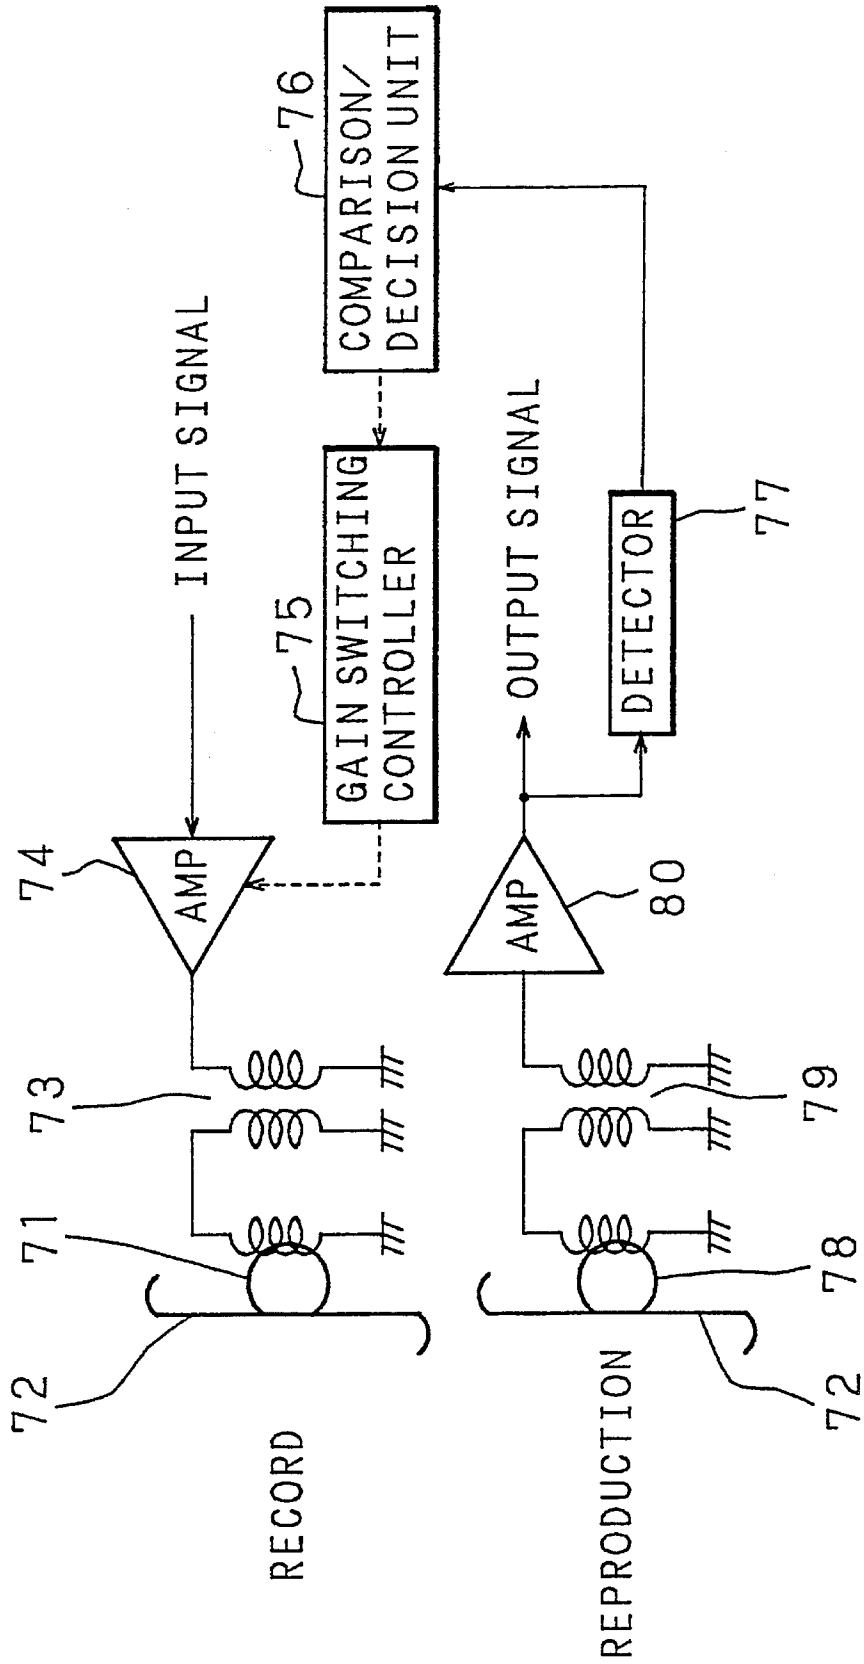 RECORD
72
71
73
74
AMP
INPUT SIGNAL
75
GAIN SWITCHING
CONTROLLER
76
COMPARISON/
DECISION UNIT
REPRODUCTION
72
78
79
80
AMP
OUTPUT SIGNAL
DETECTOR
77